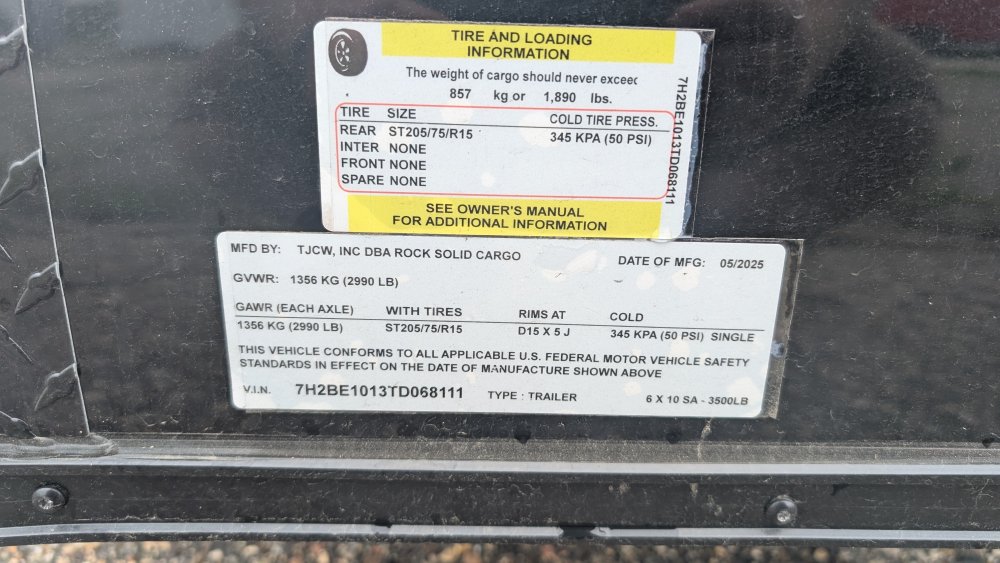 TIRE AND LOADING
INFORMATION
The weight of cargo should never exceed
857 kg or 1,890 lbs.
TIRE SIZE COLD TIRE PRESS.
REAR ST205/75/R15 345 KPA (50 PSI)
INTER NONE
FRONT NONE
SPARE NONE
SEE OWNER'S MANUAL
FOR ADDITIONAL INFORMATION
7H2BE1013TD068111
MFD BY: TJCW, INC DBA ROCK SOLID CARGO DATE OF MFG: 05/2025
GVWR: 1356 KG (2990 LB)
GAWR (EACH AXLE) WITH TIRES RIMS AT COLD
1356 KG (2990 LB) ST205/75/R15 D15 X 5 J 345 KPA (50 PSI) SINGLE
THIS VEHICLE CONFORMS TO ALL APPLICABLE U.S. FEDERAL MOTOR VEHICLE SAFETY
STANDARDS IN EFFECT ON THE DATE OF MANUFACTURE SHOWN ABOVE
V.I.N. 7H2BE1013TD068111 TYPE : TRAILER 6 X 10 SA - 3500LB